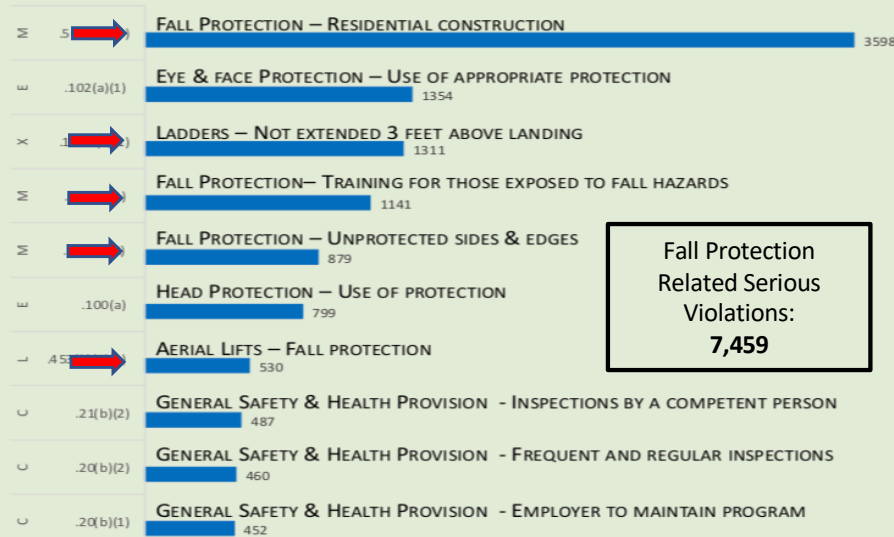 M .5 FALL PROTECTION – RESIDENTIAL CONSTRUCTION
3598
E .102(a)(1) EYE & FACE PROTECTION – USE OF APPROPRIATE PROTECTION
1354
X .1 LADDERS – NOT EXTENDED 3 FEET ABOVE LANDING
1311
M FALL PROTECTION– TRAINING FOR THOSE EXPOSED TO FALL HAZARDS
1141
M FALL PROTECTION – UNPROTECTED SIDES & EDGES
879
E .100(a) HEAD PROTECTION – USE OF PROTECTION
799
L .453 AERIAL LIFTS – FALL PROTECTION
530
C .21(b)(2) GENERAL SAFETY & HEALTH PROVISION - INSPECTIONS BY A COMPETENT PERSON
487
C .20(b)(2) GENERAL SAFETY & HEALTH PROVISION - FREQUENT AND REGULAR INSPECTIONS
460
C .20(b)(1) GENERAL SAFETY & HEALTH PROVISION - EMPLOYER TO MAINTAIN PROGRAM
452
Fall Protection
Related Serious
Violations:
7,459